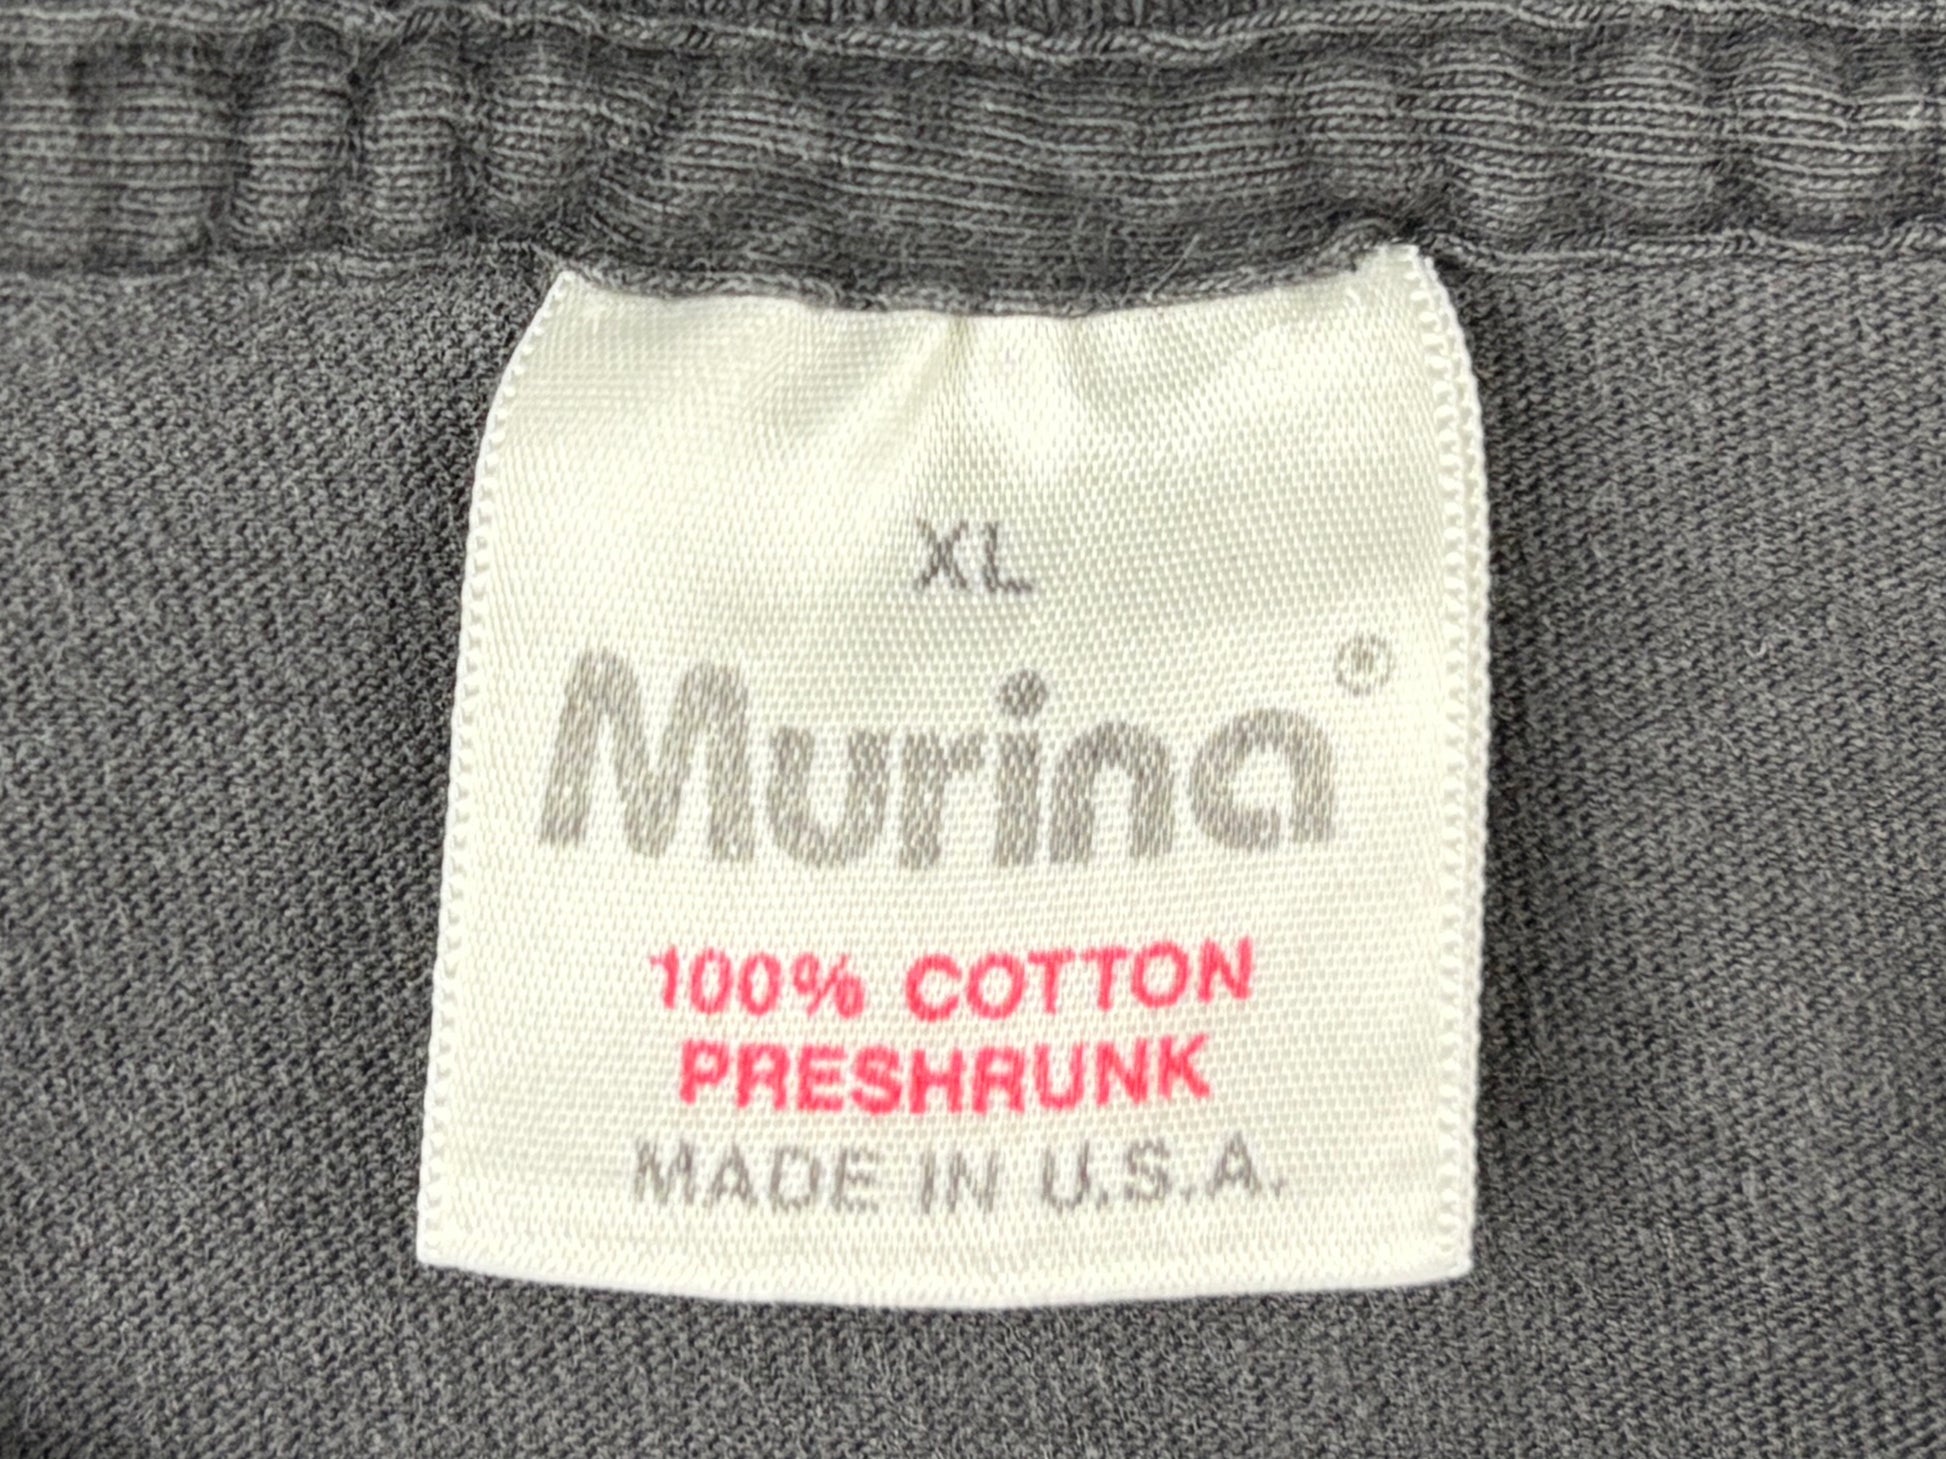 XL
Murina®
100% COTTON
PRESHRUNK
MADE IN U.S.A.